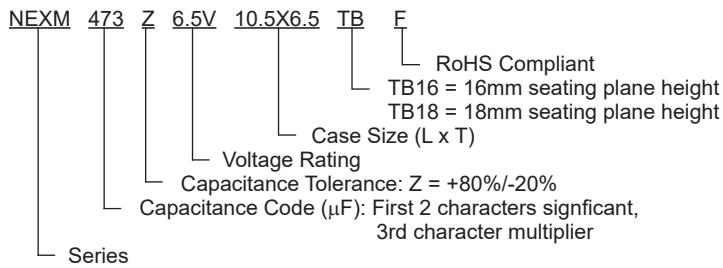 NEXM 473 Z 6.5V 10.5X6.5 TB F
RoHS Compliant
TB16 = 16mm seating plane height
TB18 = 18mm seating plane height
Case Size (L x T)
Voltage Rating
Capacitance Tolerance: Z = +80%/-20%
Capacitance Code (μF): First 2 characters signficant,
3rd character multiplier
Series